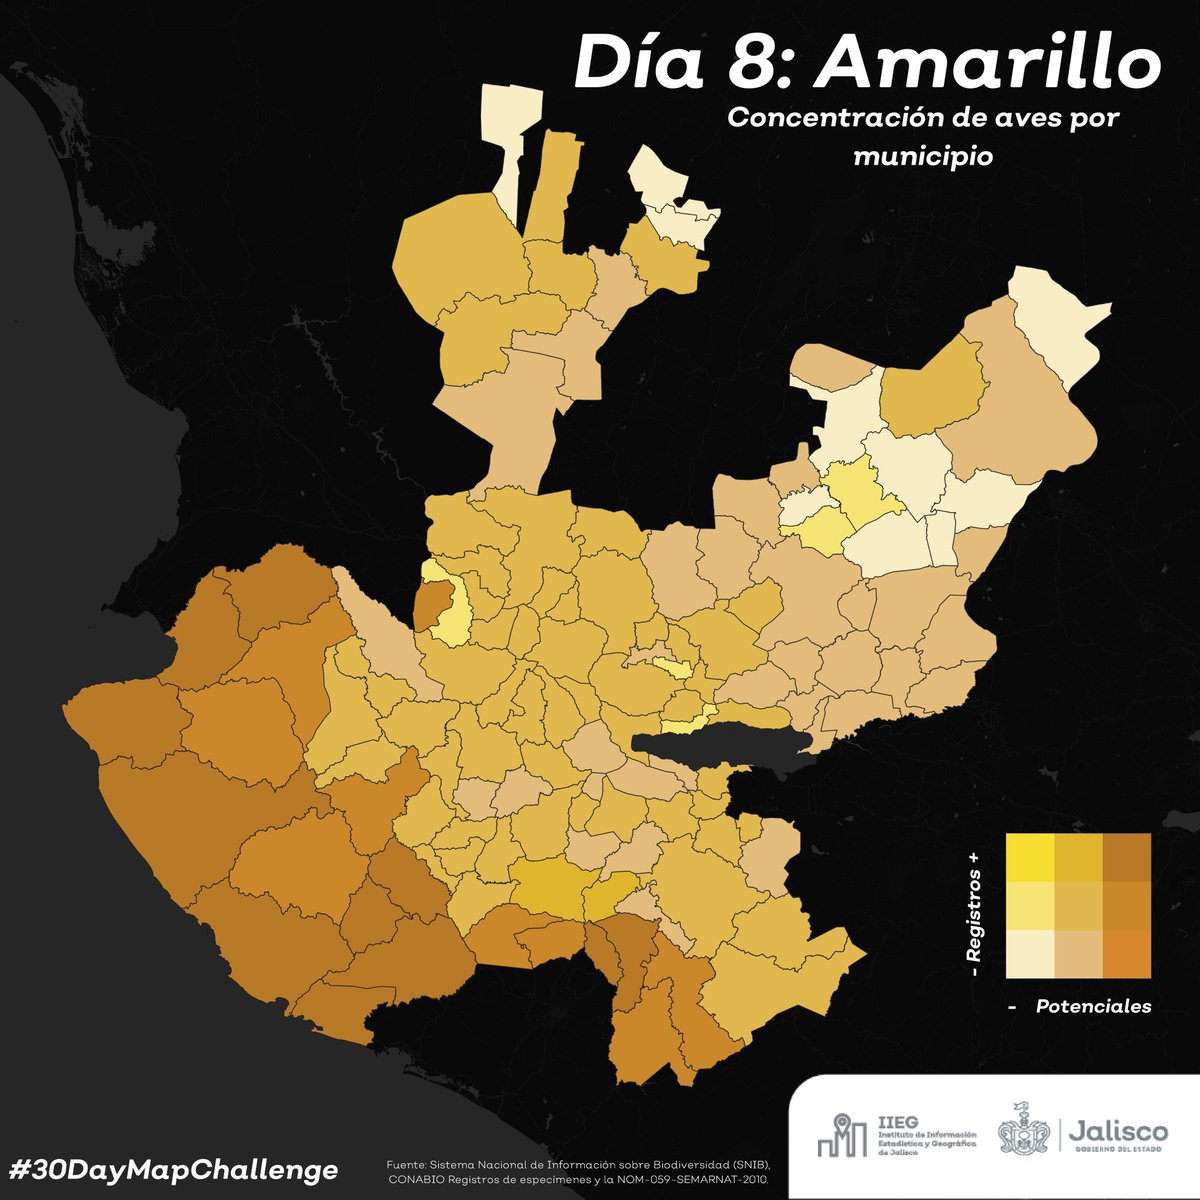 Día 8: Amarillo
Concentración de aves por
municipio
- Registros +
- Potenciales
IIEG
Instituto de Información
Estadística y Geográfica
de Jalisco
Jalisco
GOBIERNO DEL ESTADO
#30DayMapChallenge
Fuente: Sistema Nacional de Información sobre Biodiversidad (SNIB),
CONABIO Registros de especímenes y la NOM-059-SEMARNAT-2010.